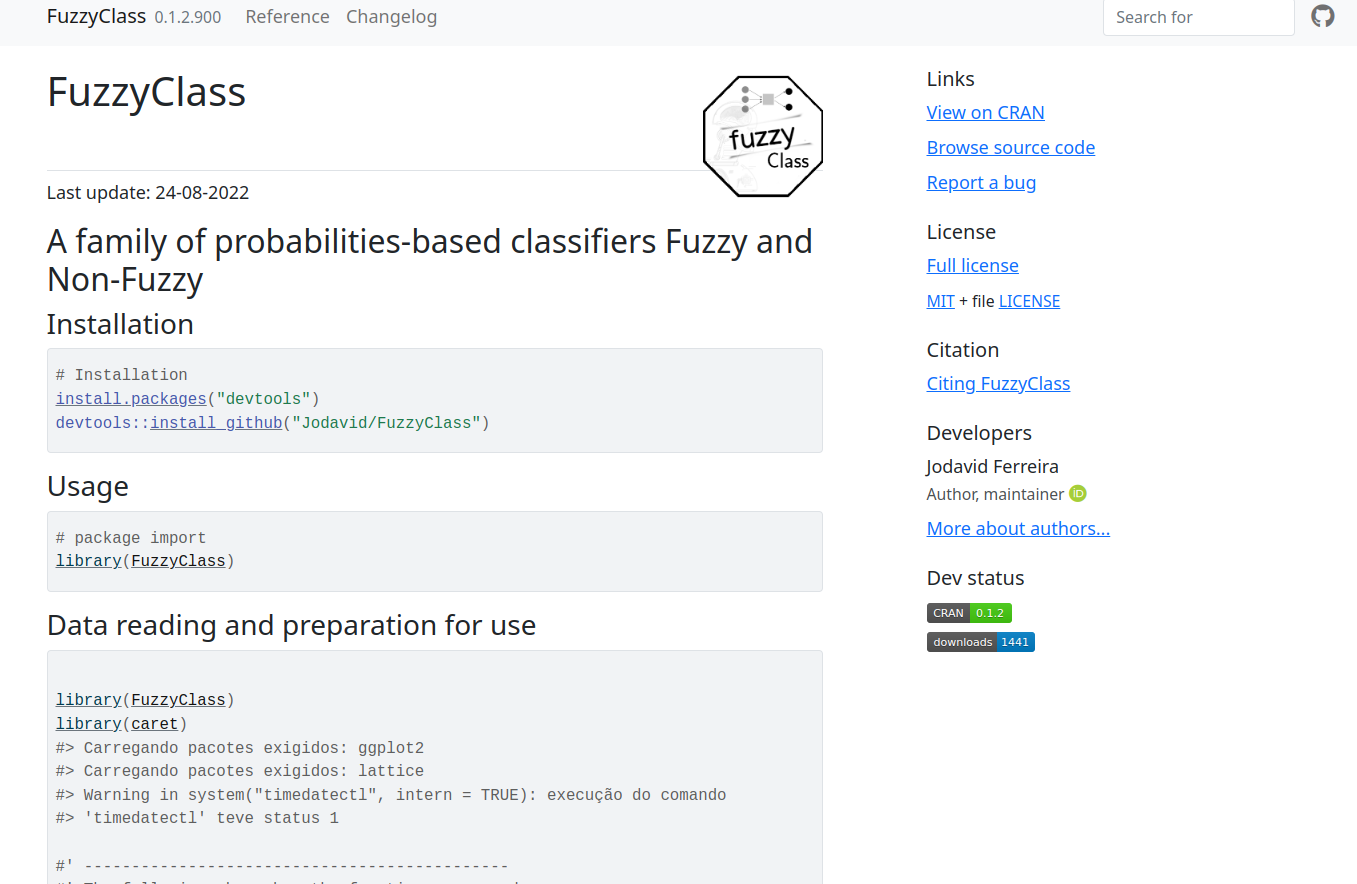 FuzzyClass 0.1.2.900 Reference Changelog Search for
FuzzyClass
fuzzy
Class
Last update: 24-08-2022
A family of probabilities-based classifiers Fuzzy and
Non-Fuzzy
Installation
# Installation
install.packages("devtools")
devtools::install_github("Jodavid/FuzzyClass")
Usage
# package import
library(FuzzyClass)
Data reading and preparation for use
library(FuzzyClass)
library(caret)
#> Carregando pacotes exigidos: ggplot2
#> Carregando pacotes exigidos: lattice
#> Warning in system("timedatectl", intern = TRUE): execução do comando
#> 'timedatectl' teve status 1
#' ---------------------------------------------
Links
View on CRAN
Browse source code
Report a bug
License
Full license
MIT + file LICENSE
Citation
Citing FuzzyClass
Developers
Jodavid Ferreira
Author, maintainer iD
More about authors...
Dev status
CRAN 0.1.2
downloads 1441